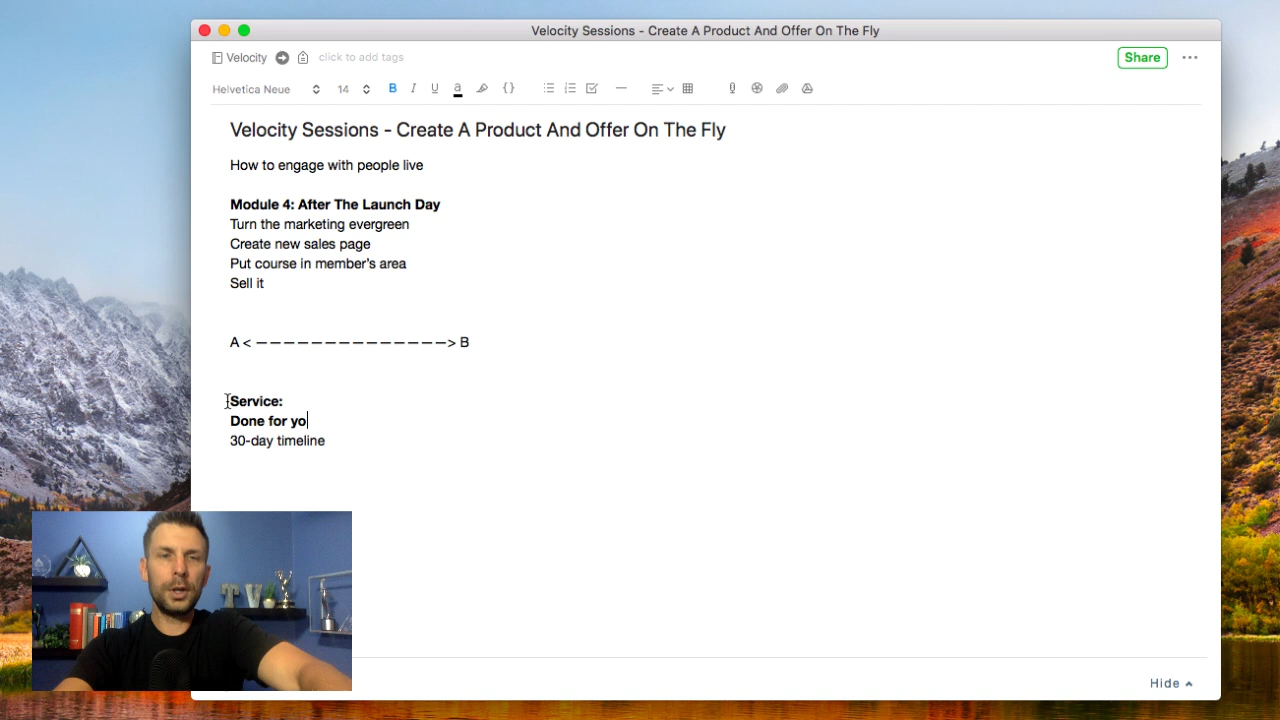 Velocity Sessions - Create A Product And Offer On The Fly
Velocity
click to add tags
Share
Helvetica Neue
14
B
I
U
a
{}
Velocity Sessions - Create A Product And Offer On The Fly
How to engage with people live
Module 4: After The Launch Day
Turn the marketing evergreen
Create new sales page
Put course in member's area
Sell it
A < — — — — — — — — — — — — — —> B
Service:
Done for yo
30-day timeline
T V
Hide